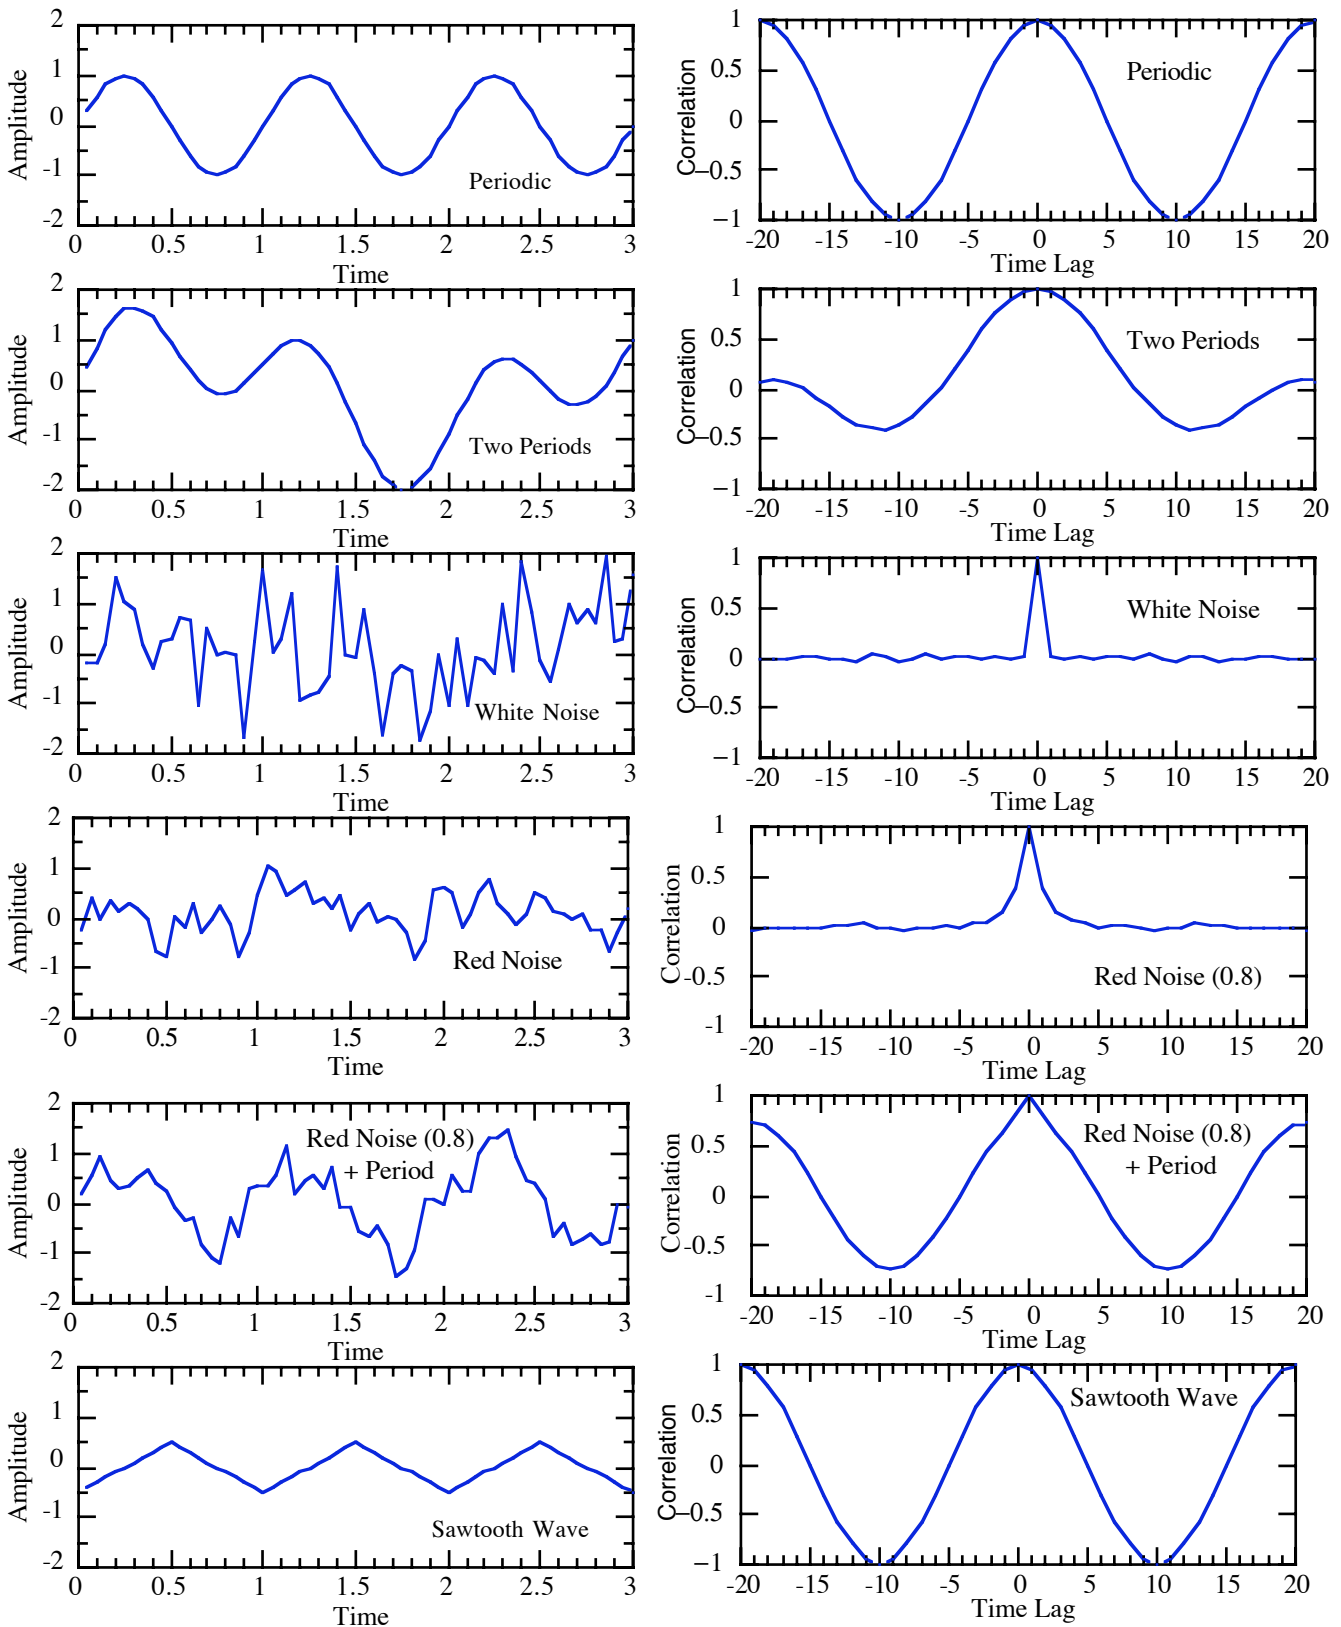 2
1
0
-1
-2
Amplitude
Periodic
0 0.5 1 1.5 2 2.5 3
Time
1
0.5
0
−0.5
−1
Correlation
Periodic
-20 -15 -10 -5 0 5 10 15 20
Time Lag
2
1
0
-1
-2
Amplitude
Two Periods
0 0.5 1 1.5 2 2.5 3
Time
1
0.5
0
−0.5
−1
Correlation
Two Periods
-20 -15 -10 -5 0 5 10 15 20
Time Lag
2
1
0
-1
-2
Amplitude
White Noise
0 0.5 1 1.5 2 2.5 3
Time
1
0.5
0
−0.5
−1
Correlation
White Noise
-20 -15 -10 -5 0 5 10 15 20
Time Lag
2
1
0
-1
-2
Amplitude
Red Noise
0 0.5 1 1.5 2 2.5 3
Time
1
0.5
0
-0.5
-1
Correlation
Red Noise (0.8)
-20 -15 -10 -5 0 5 10 15 20
Time Lag
2
1
0
-1
-2
Amplitude
Red Noise (0.8)
+ Period
0 0.5 1 1.5 2 2.5 3
Time
1
0.5
0
-0.5
-1
Correlation
Red Noise (0.8)
+ Period
-20 -15 -10 -5 0 5 10 15 20
Time Lag
2
1
0
-1
-2
Amplitude
Sawtooth Wave
0 0.5 1 1.5 2 2.5 3
Time
1
0.5
0
−0.5
−1
Correlation
Sawtooth Wave
-20 -15 -10 -5 0 5 10 15 20
Time Lag